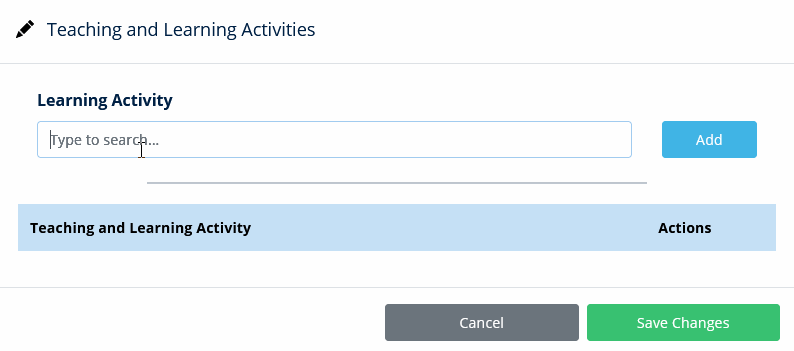 Teaching and Learning Activities
Learning Activity
Type to search...
Add
Teaching and Learning Activity Actions
Cancel Save Changes